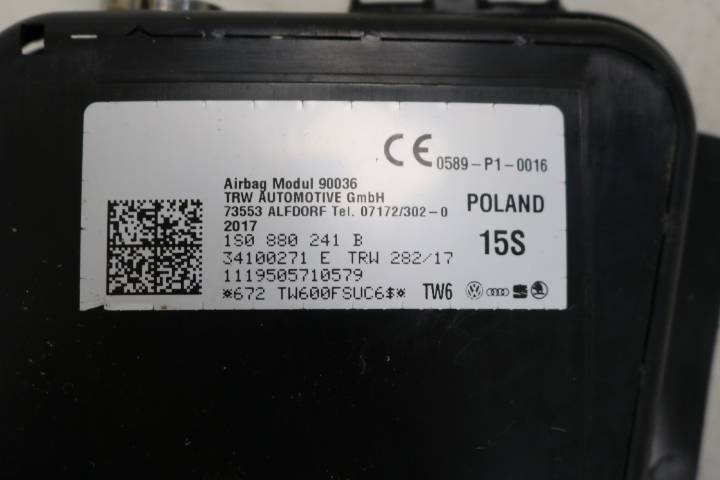 CE 0589-P1-0016
Airbag Modul 90036
TRW AUTOMOTIVE GmbH
73553 ALFDORF Tel. 07172/302-0
POLAND
2017
1S0 880 241 B
15S
34100271 E TRW 282/17
1119505710579
*672 TW600FSUC6$*
TW6